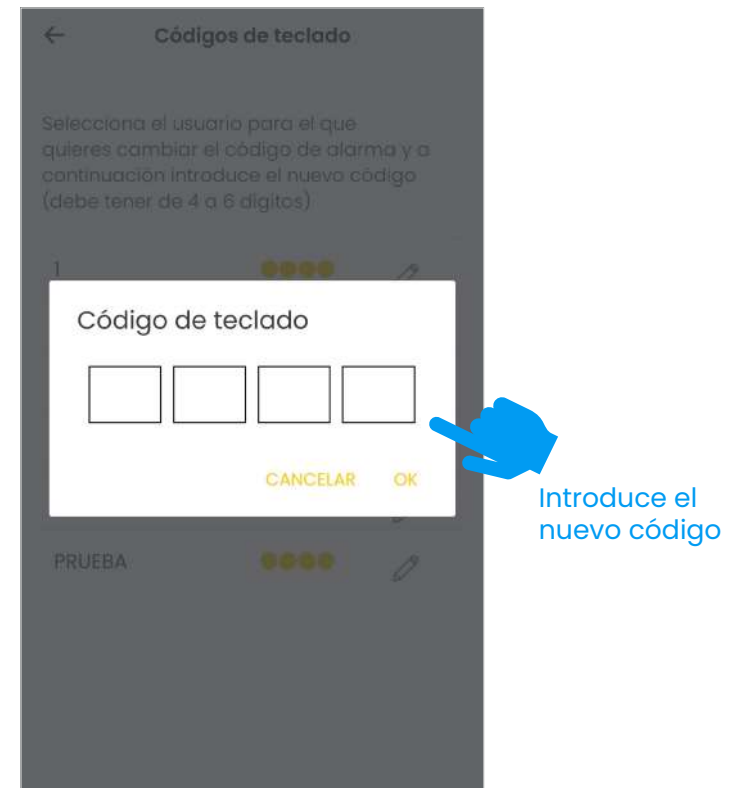 Códigos de teclado
Selecciona el usuario para el que
quieres cambiar el código de alarma y a
continuación introduce el nuevo código
(debe tener de 4 a 6 dígitos)
1
Código de teclado
CANCELAR OK
Introduce el
nuevo código
PRUEBA